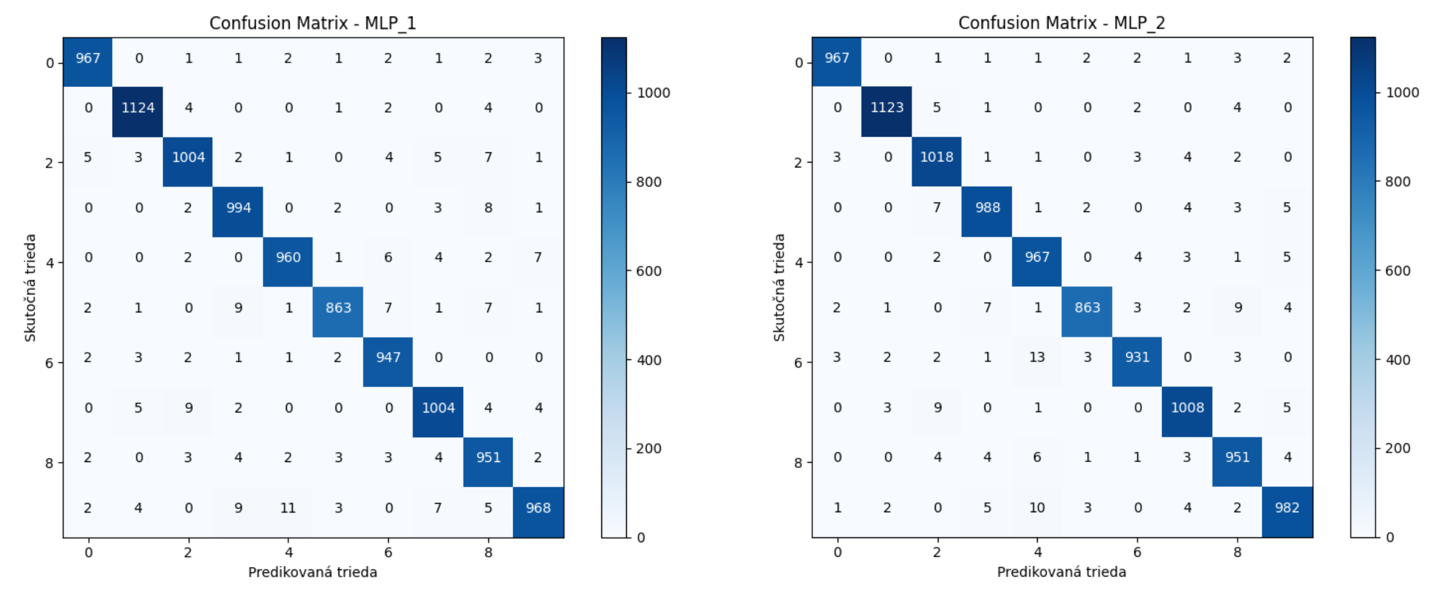 Confusion Matrix - MLP_1
0 967 0 1 1 2 1 2 1 2 3
0 1124 4 0 0 1 2 0 4 0
2 5 3 1004 2 1 0 4 5 7 1
0 0 2 994 0 2 0 3 8 1
4 0 0 2 0 960 1 6 4 2 7
2 1 0 9 1 863 7 1 7 1
6 2 3 2 1 1 2 947 0 0 0
0 5 9 2 0 0 0 1004 4 4
8 2 0 3 4 2 3 3 4 951 2
2 4 0 9 11 3 0 7 5 968
0 2 4 6 8
Predikovaná trieda
Skutočná trieda
1000
800
600
400
200
0
Confusion Matrix - MLP_2
0 967 0 1 1 1 2 2 1 3 2
0 1123 5 1 0 0 2 0 4 0
2 3 0 1018 1 1 0 3 4 2 0
0 0 7 988 1 2 0 4 3 5
4 0 0 2 0 967 0 4 3 1 5
2 1 0 7 1 863 3 2 9 4
6 3 2 2 1 13 3 931 0 3 0
0 3 9 0 1 0 0 1008 2 5
8 0 0 4 4 6 1 1 3 951 4
1 2 0 5 10 3 0 4 2 982
0 2 4 6 8
Predikovaná trieda
Skutočná trieda
1000
800
600
400
200
0